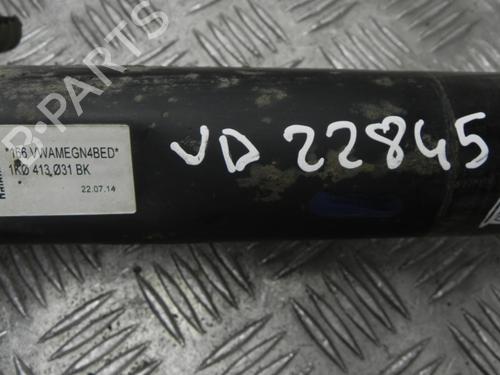 *166 VWAMEGN4BED*
1K0 413 031 BK
22.07.14
VD 22845
B-PARTS